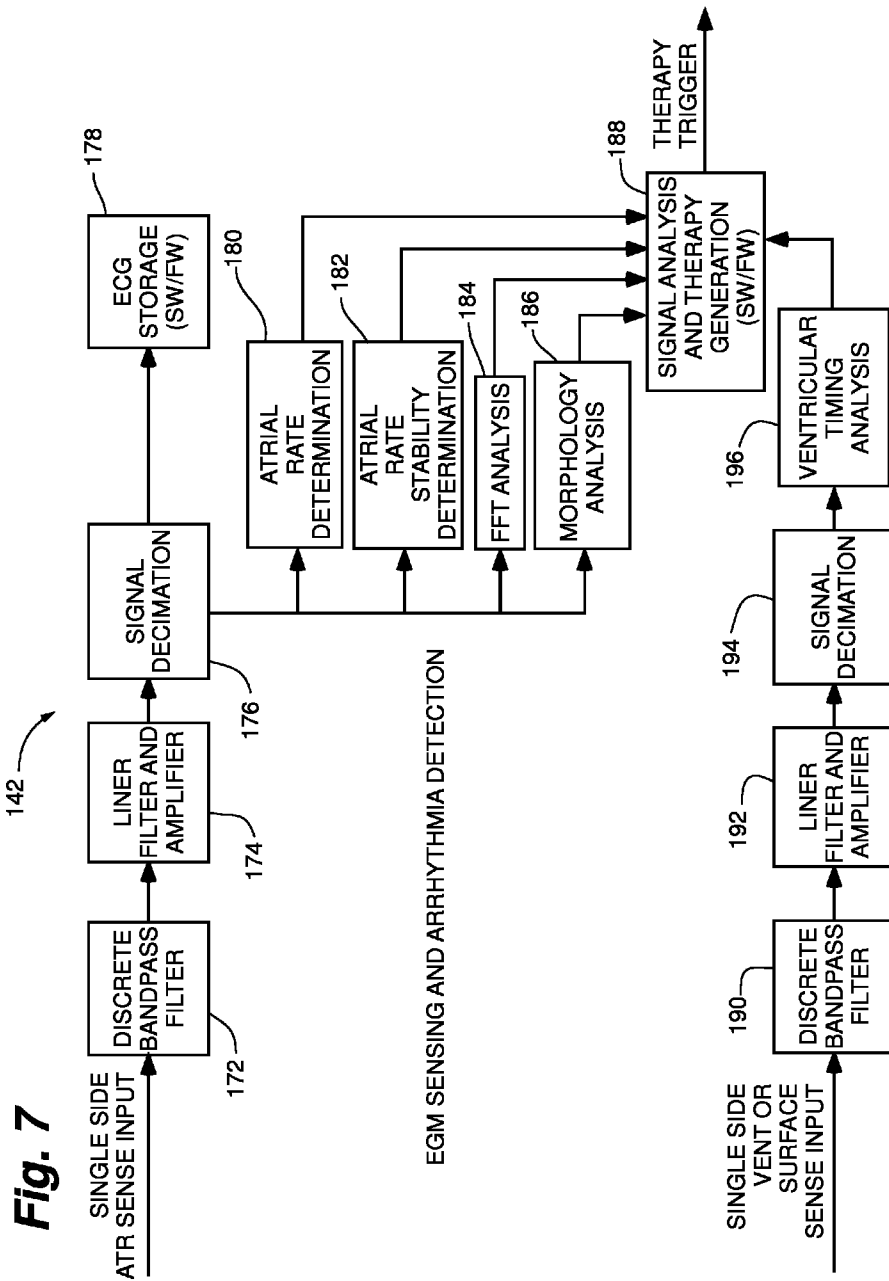 Fig. 7
142
SINGLE SIDE
ATR SENSE INPUT
DISCRETE
BANDPASS
FILTER
172
LINER
FILTER AND
AMPLIFIER
174
SIGNAL
DECIMATION
176
ECG
STORAGE
(SW/FW)
178
ATRIAL
RATE
DETERMINATION
180
ATRIAL
RATE
STABILITY
DETERMINATION
182
FFT ANALYSIS
184
MORPHOLOGY
ANALYSIS
186
SIGNAL ANALYSIS
AND THERAPY
GENERATION
(SW/FW)
188
THERAPY
TRIGGER
EGM SENSING AND ARRHYTHMIA DETECTION
SINGLE SIDE
VENT OR
SURFACE
SENSE INPUT
DISCRETE
BANDPASS
FILTER
190
LINER
FILTER AND
AMPLIFIER
192
SIGNAL
DECIMATION
194
VENTRICULAR
TIMING
ANALYSIS
196